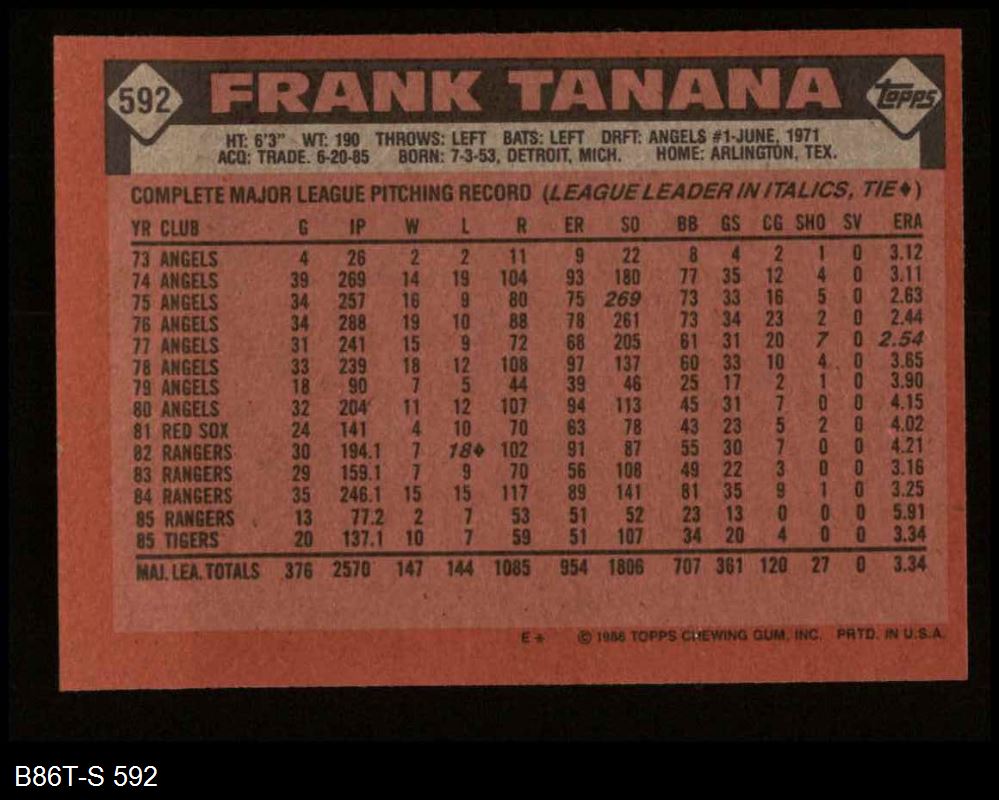 592 FRANK TANANA topps
HT: 6'3" WT: 190 THROWS: LEFT BATS: LEFT DRFT: ANGELS #1-JUNE, 1971
ACQ: TRADE. 6-20-85 BORN: 7-3-53, DETROIT, MICH. HOME: ARLINGTON, TEX.
COMPLETE MAJOR LEAGUE PITCHING RECORD (LEAGUE LEADER IN ITALICS, TIE♦)
YR CLUB G IP W L R ER SO BB GS CG SHO SV ERA
73 ANGELS 4 26 2 2 11 9 22 8 4 2 1 0 3.12
74 ANGELS 39 269 14 19 104 93 180 77 35 12 4 0 3.11
75 ANGELS 34 257 16 9 80 75 269 73 33 16 5 0 2.63
76 ANGELS 34 288 19 10 88 78 261 73 34 23 2 0 2.44
77 ANGELS 31 241 15 9 72 68 205 61 31 20 7 0 2.54
78 ANGELS 33 239 18 12 108 97 137 60 33 10 4 0 3.65
79 ANGELS 18 90 7 5 44 39 46 25 17 2 1 0 3.90
80 ANGELS 32 204 11 12 107 94 113 45 31 7 0 0 4.15
81 RED SOX 24 141 4 10 70 63 78 43 23 5 2 0 4.02
82 RANGERS 30 194.1 7 18♦ 102 91 87 55 30 7 0 0 4.21
83 RANGERS 29 159.1 7 9 70 56 108 49 22 3 0 0 3.16
84 RANGERS 35 246.1 15 15 117 89 141 81 35 9 1 0 3.25
85 RANGERS 13 77.2 2 7 53 51 52 23 13 0 0 0 5.91
85 TIGERS 20 137.1 10 7 59 51 107 34 20 4 0 0 3.34
MAJ. LEA. TOTALS 376 2570 147 144 1085 954 1806 707 361 120 27 0 3.34
E* © 1986 TOPPS CHEWING GUM, INC. PRTD. IN U.S.A.
B86T-S 592